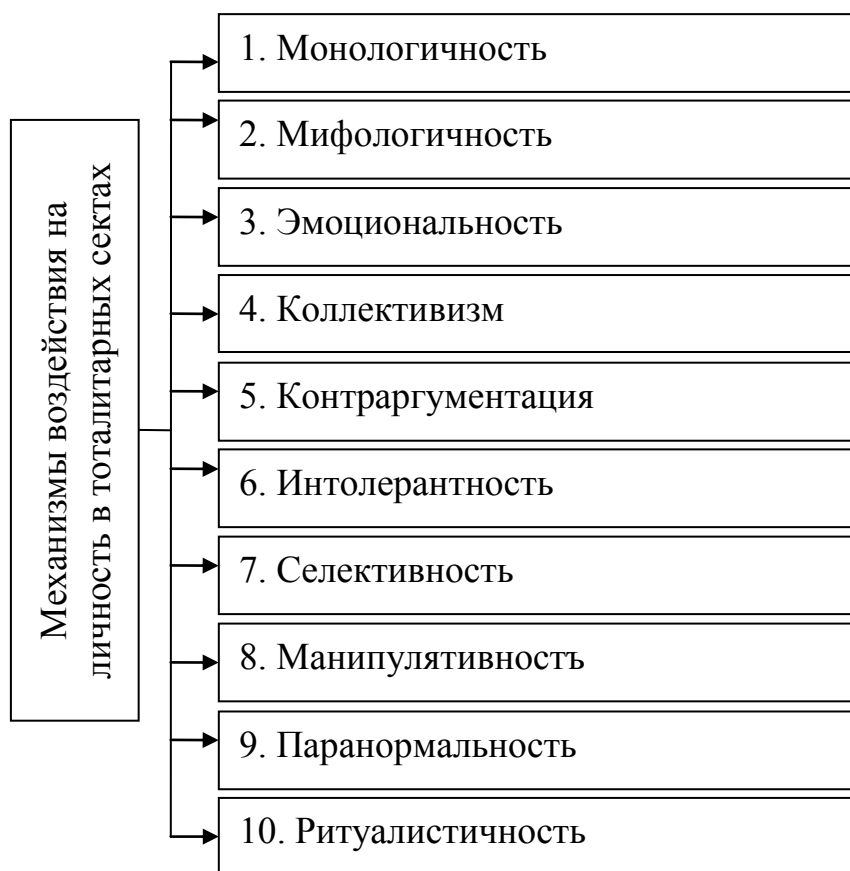 Механизмы воздействия на
личность в тоталитарных сектах
1. Монологичность
2. Мифологичность
3. Эмоциональность
4. Коллективизм
5. Контраргументация
6. Интолерантность
7. Селективность
8. Манипулятивностъ
9. Паранормальность
10. Ритуалистичность